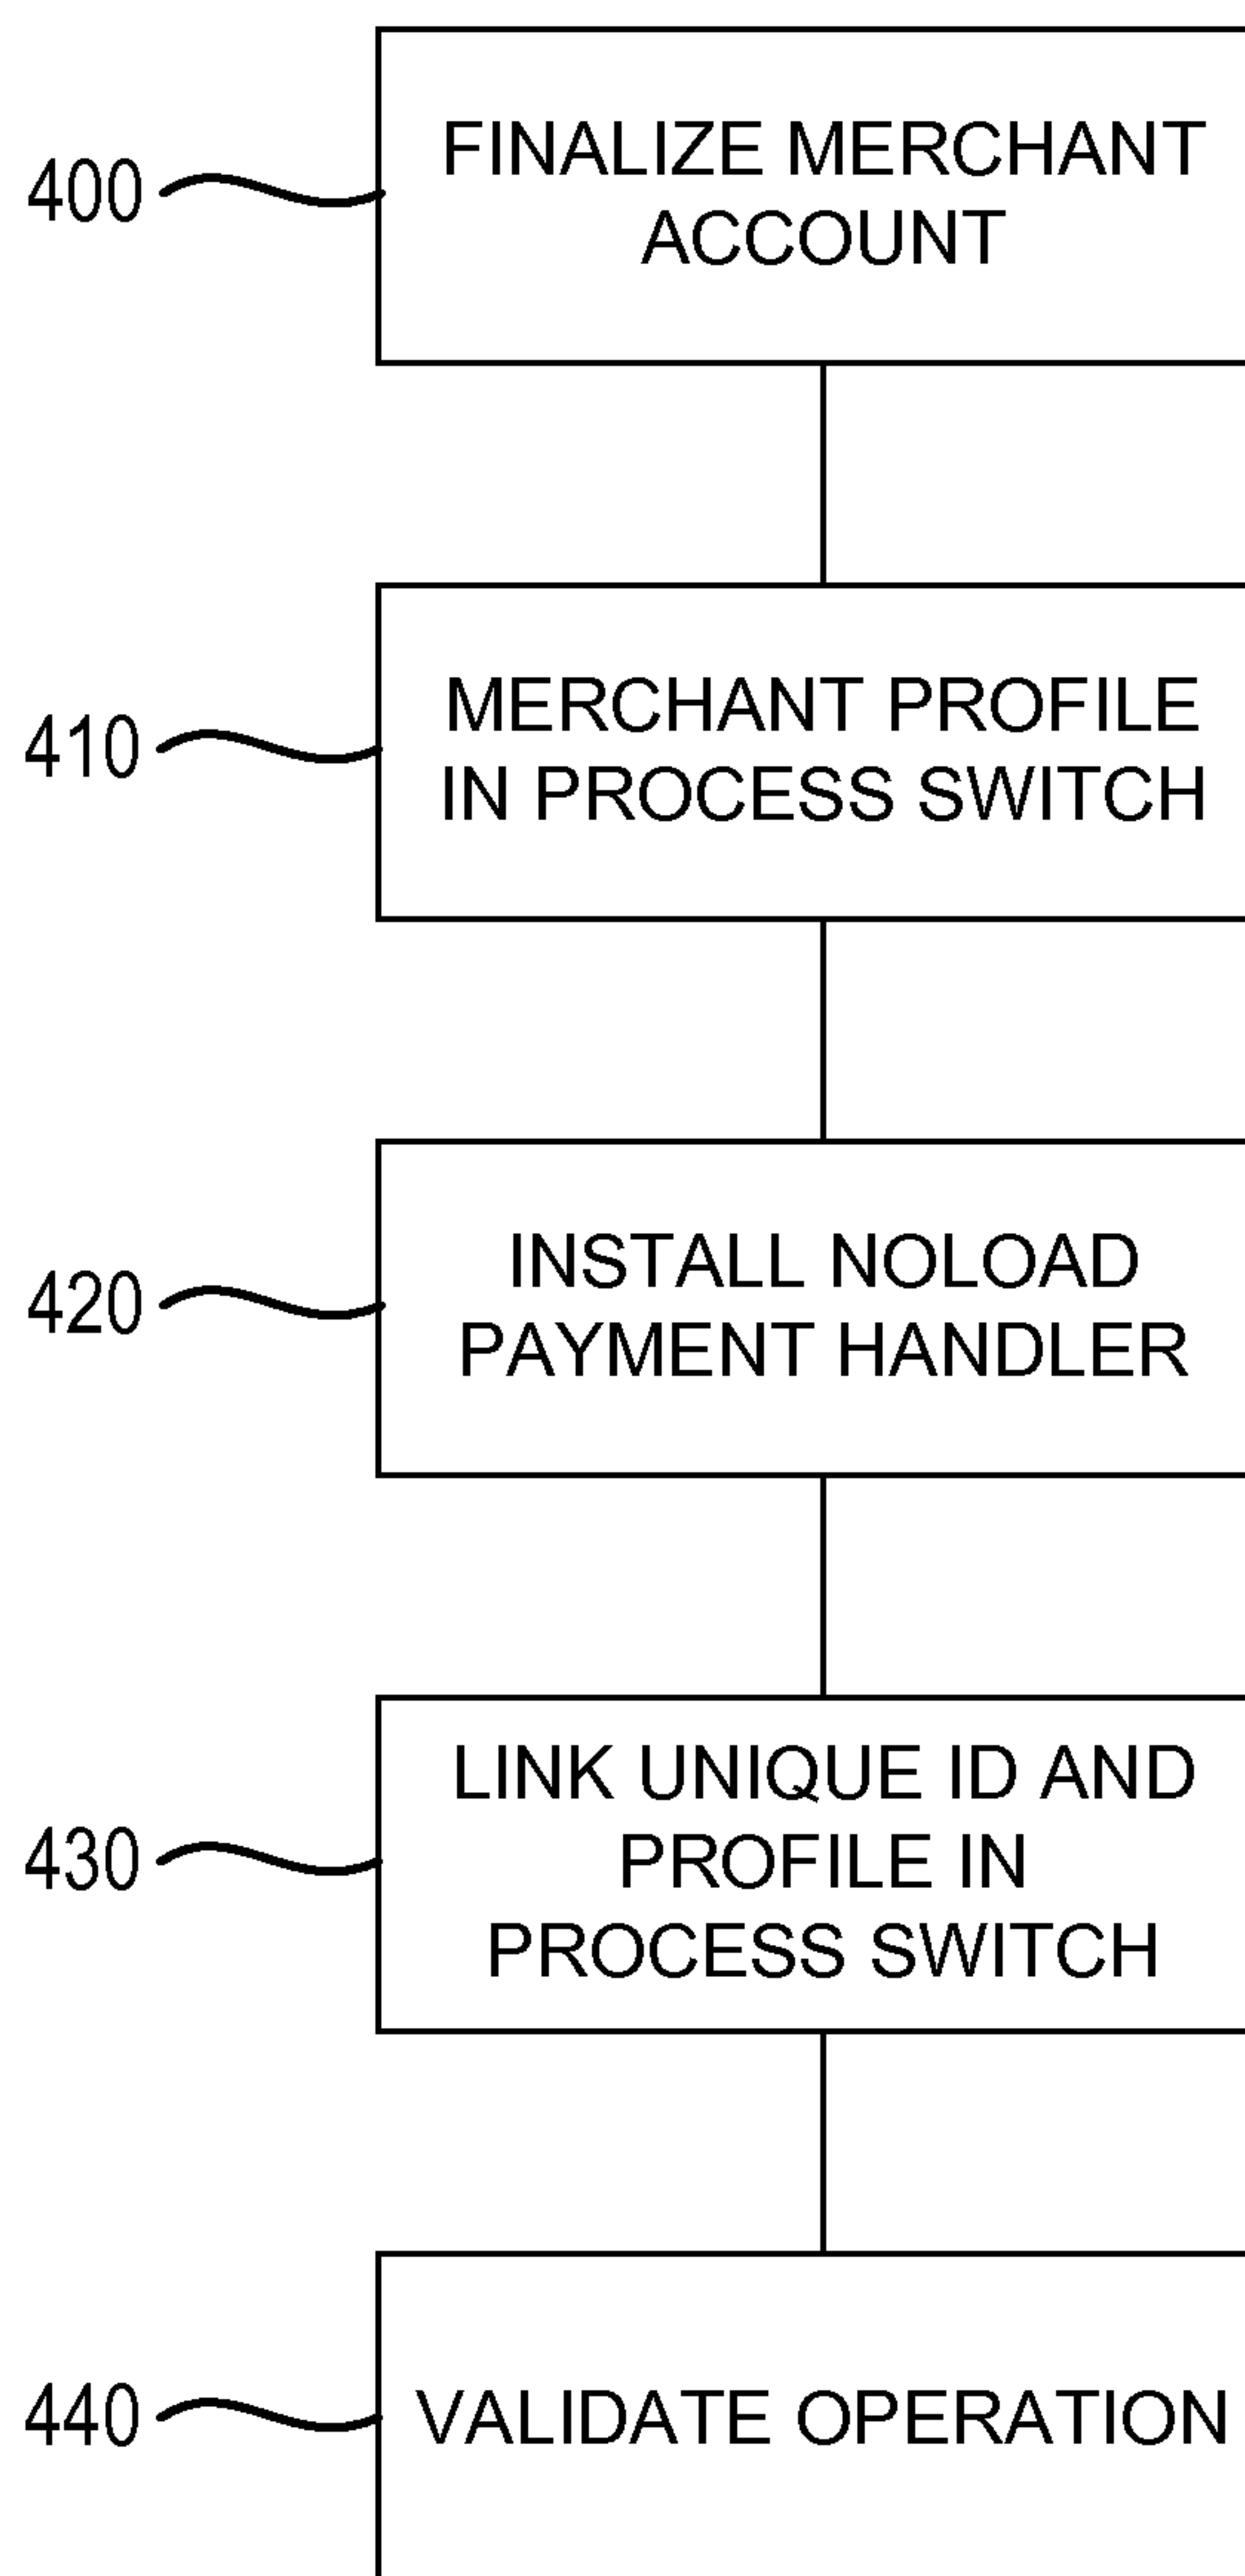 400
FINALIZE MERCHANT
ACCOUNT
410
MERCHANT PROFILE
IN PROCESS SWITCH
420
INSTALL NOLOAD
PAYMENT HANDLER
430
LINK UNIQUE ID AND
PROFILE IN
PROCESS SWITCH
440
VALIDATE OPERATION